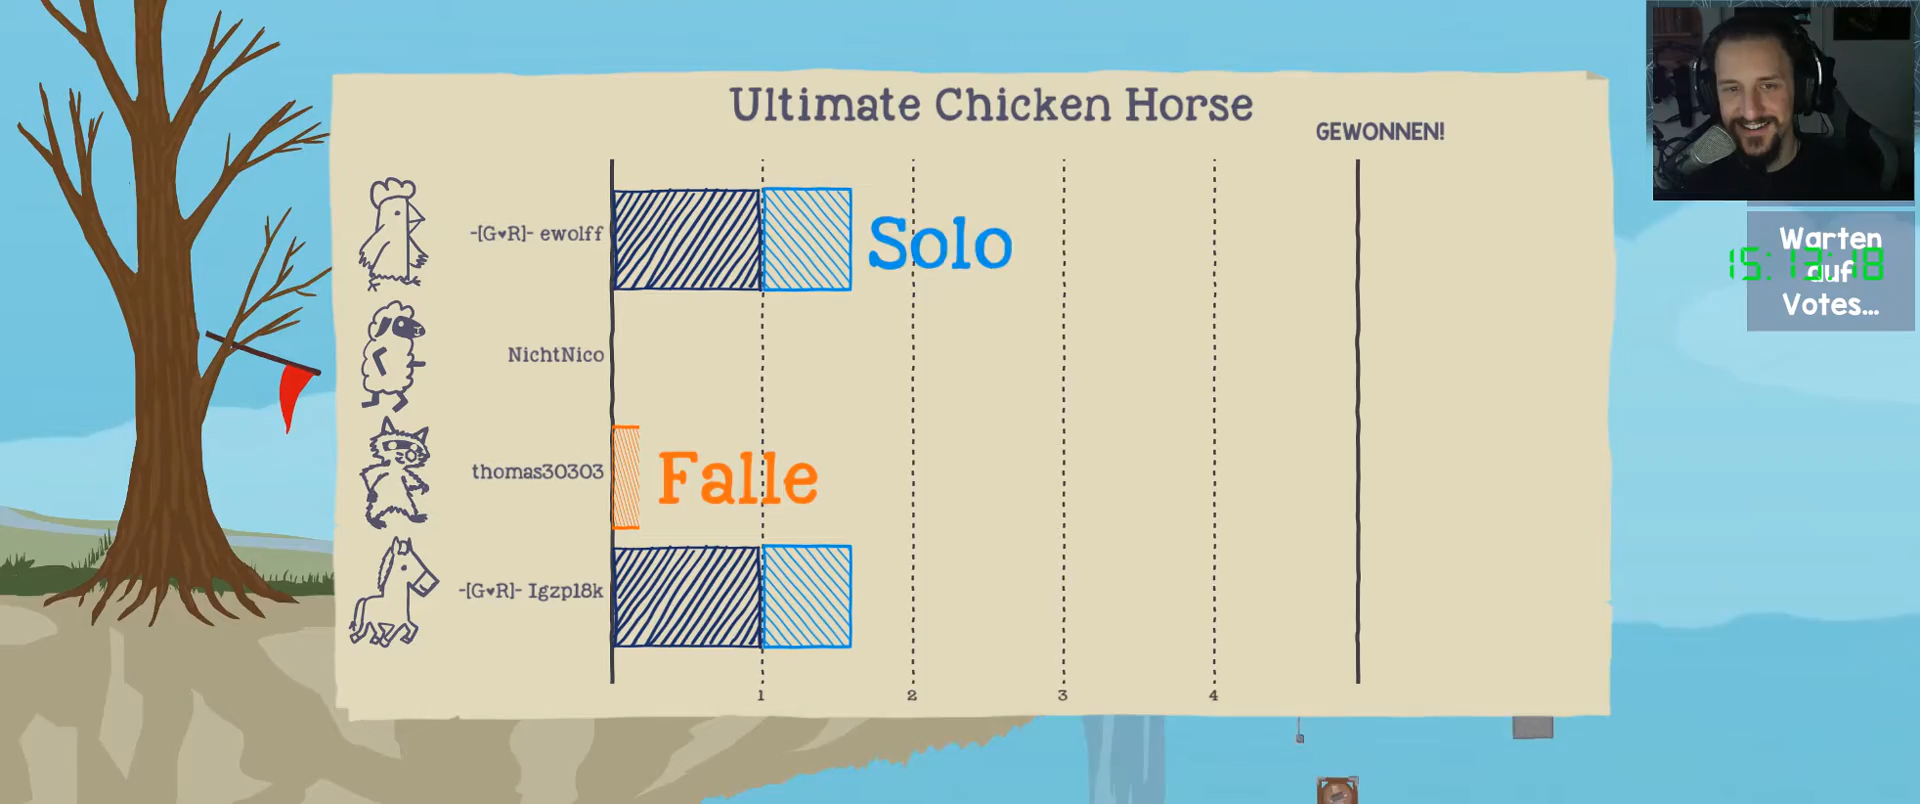 Ultimate Chicken Horse
GEWONNEN!
-[G♥R]- ewolff
Solo
NichtNico
thomas30303
Falle
-[G♥R]- Igzp18k
1
2
3
4
Warten
auf
Votes...